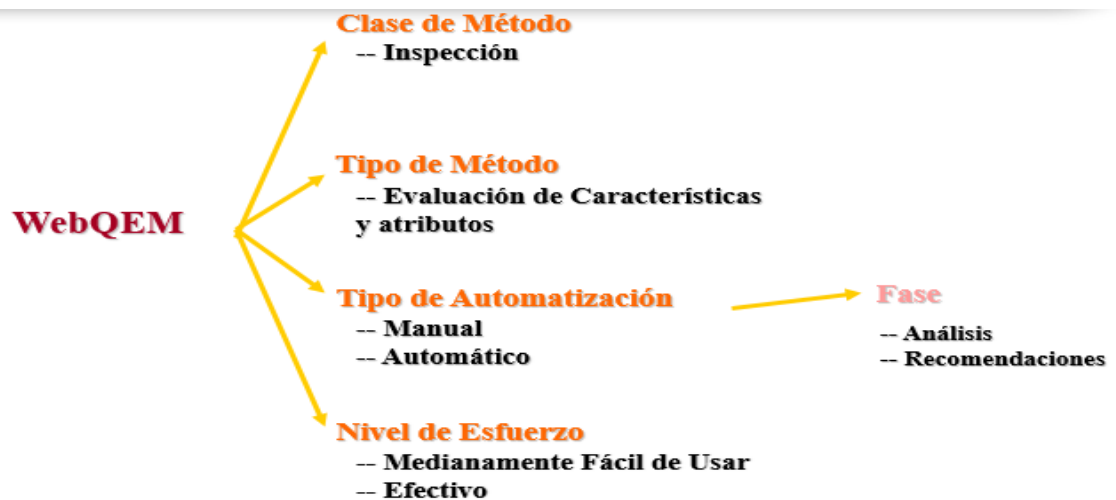 Clase de Método
-- Inspección
Tipo de Método
-- Evaluación de Características
y atributos
WebQEM
Tipo de Automatización
-- Manual
-- Automático
Fase
-- Análisis
-- Recomendaciones
Nivel de Esfuerzo
-- Medianamente Fácil de Usar
-- Efectivo